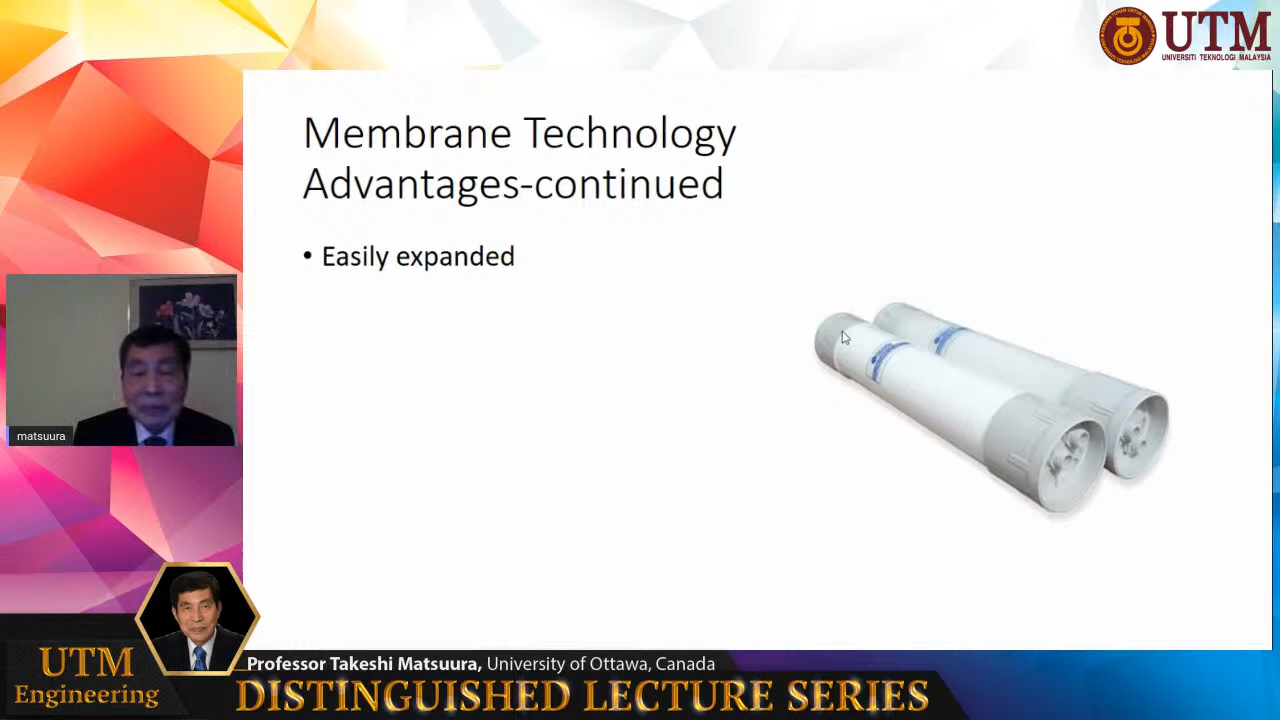 UTM
UNIVERSITI TEKNOLOGI MALAYSIA
Membrane Technology
Advantages-continued
• Easily expanded
matsuura
UTM
Engineering
Professor Takeshi Matsuura, University of Ottawa, Canada
DISTINGUISHED LECTURE SERIES